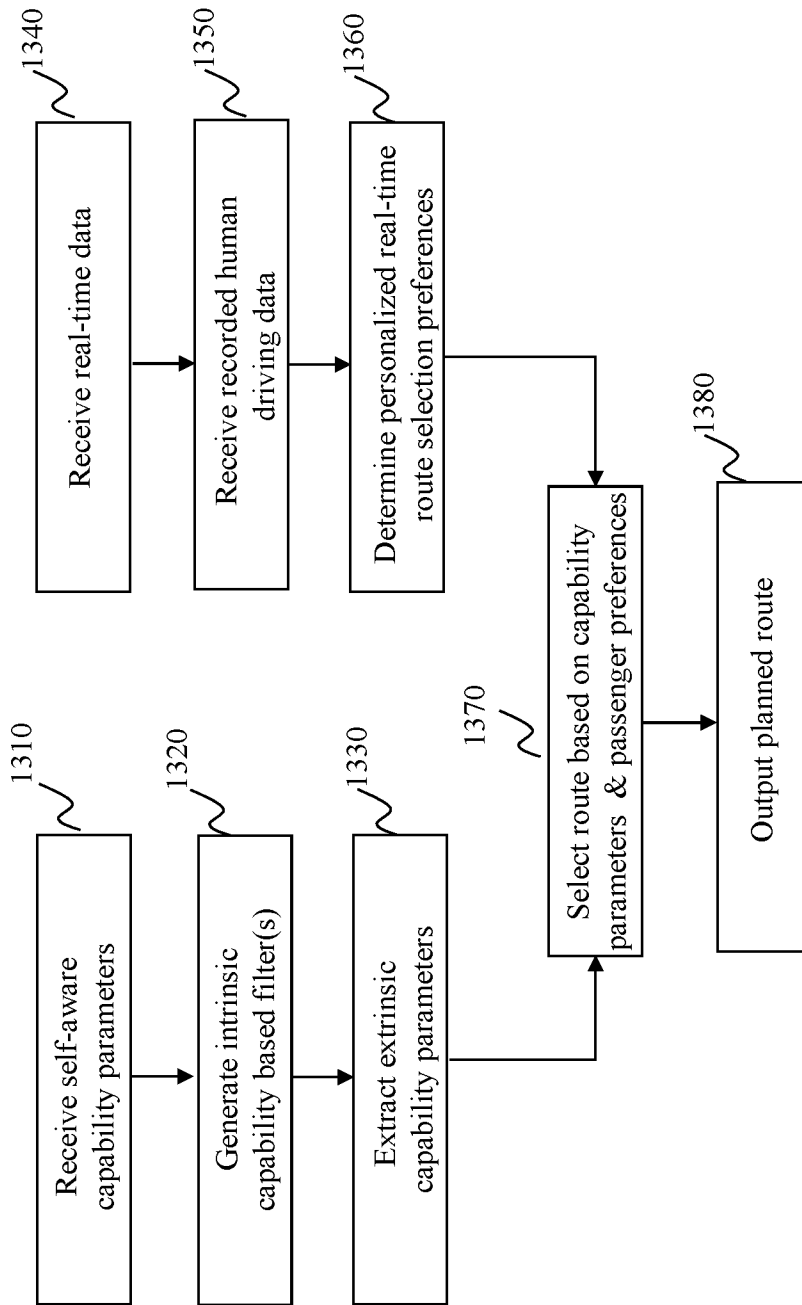 1310
Receive self-aware
capability parameters
1320
Generate intrinsic
capability based filter(s)
1330
Extract extrinsic
capability parameters
1340
Receive real-time data
1350
Receive recorded human
driving data
1360
Determine personalized real-time
route selection preferences
1370
Select route based on capability
parameters & passenger preferences
1380
Output planned route